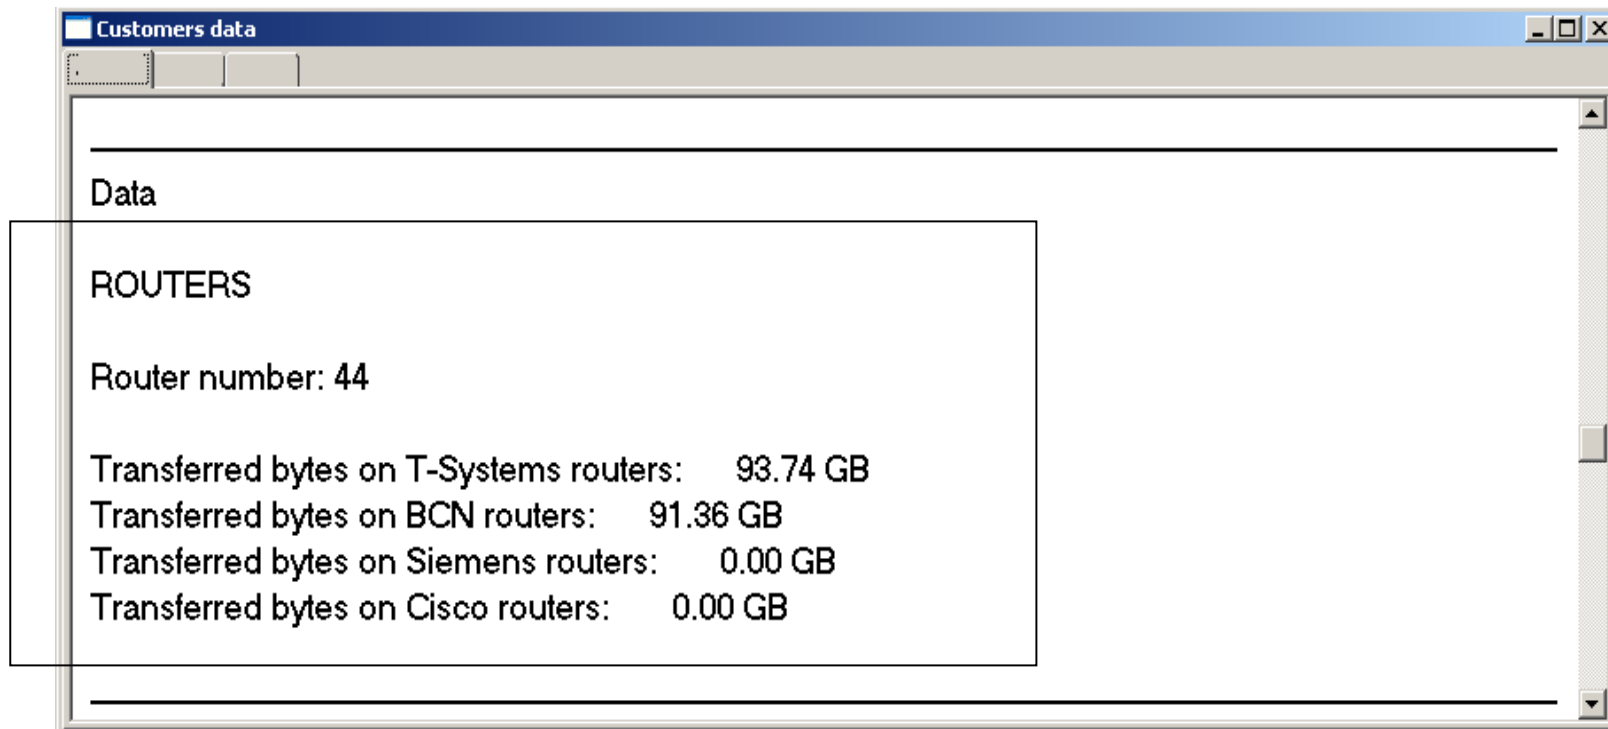 Customers data
Data
ROUTERS
Router number: 44
Transferred bytes on T-Systems routers: 93.74 GB
Transferred bytes on BCN routers: 91.36 GB
Transferred bytes on Siemens routers: 0.00 GB
Transferred bytes on Cisco routers: 0.00 GB